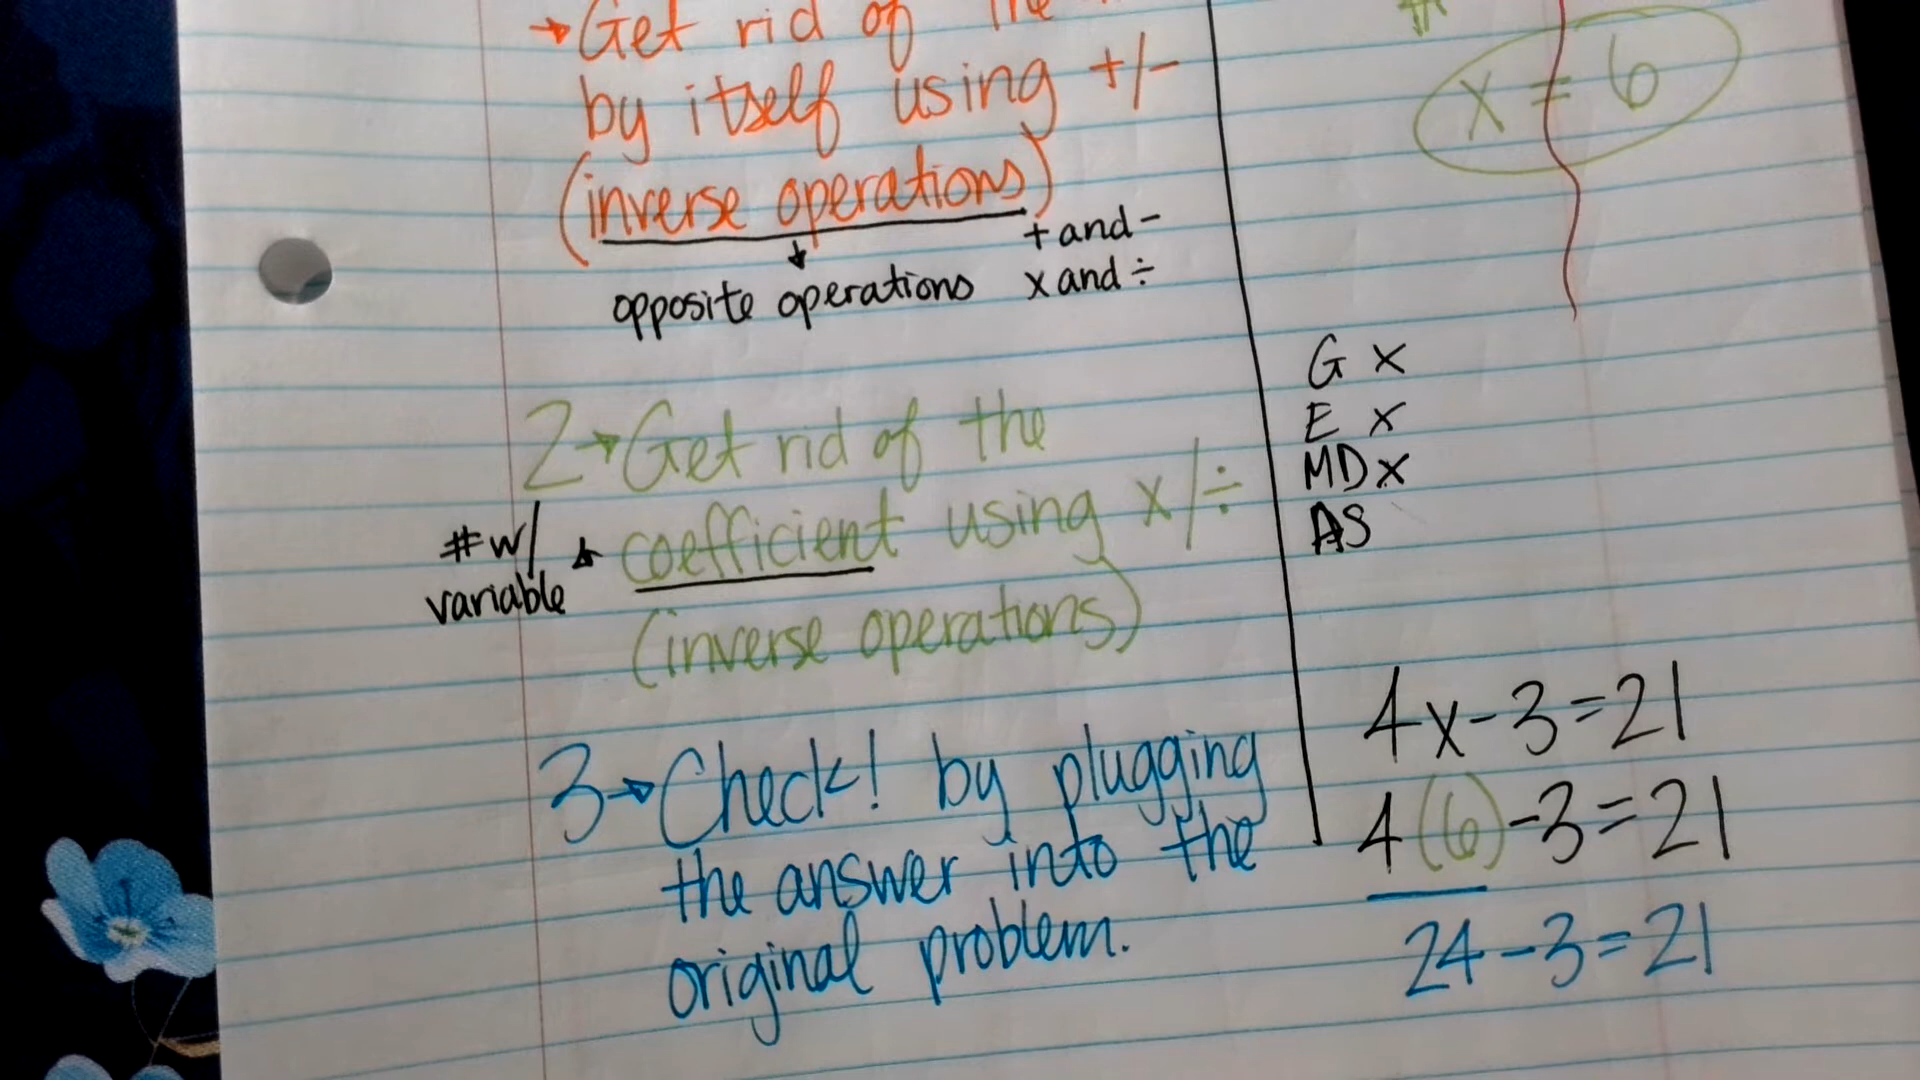 →Get rid of
by itself using +/-
(inverse operations)
+ and -
opposite operations x and ÷
2→Get rid of the
coefficient using x/÷
#w/
variable
(inverse operations)
3→Check! by plugging
the answer into the
original problem.
x = 6
G x
E x
MD x
AS
4x-3=21
4(6)-3=21
24-3=21